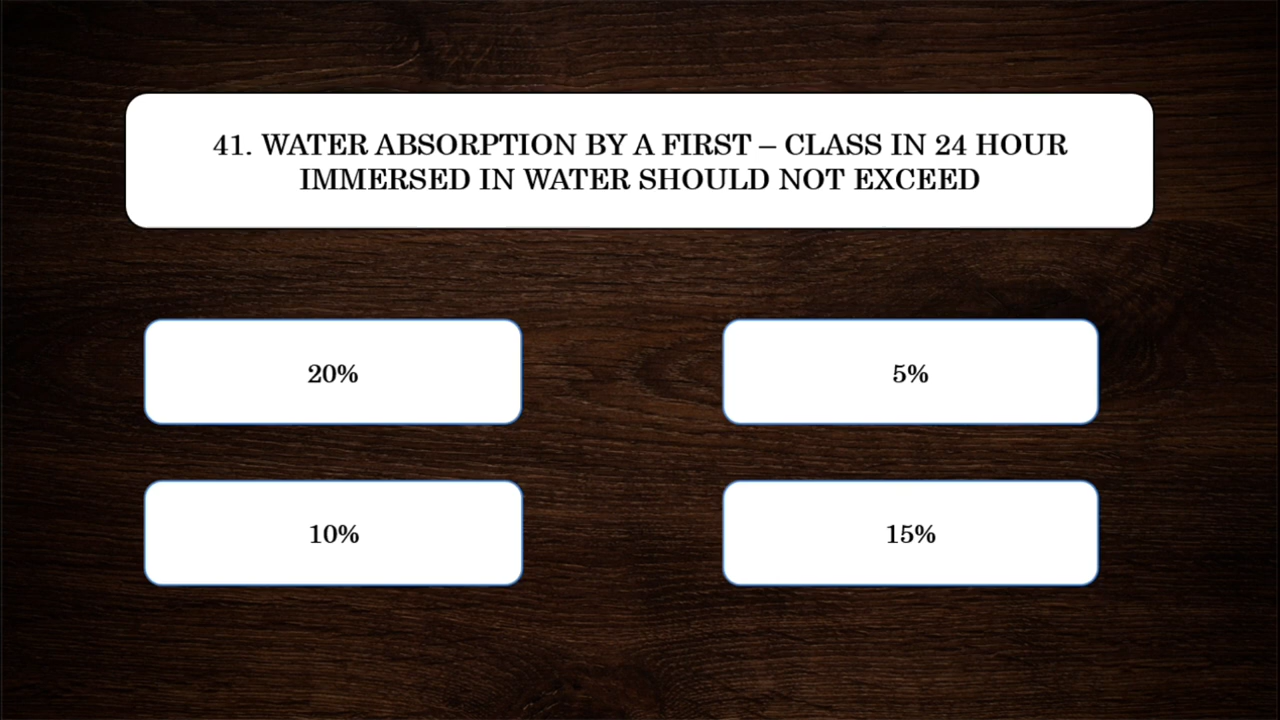 41. WATER ABSORPTION BY A FIRST – CLASS IN 24 HOUR
IMMERSED IN WATER SHOULD NOT EXCEED
20%
5%
10%
15%